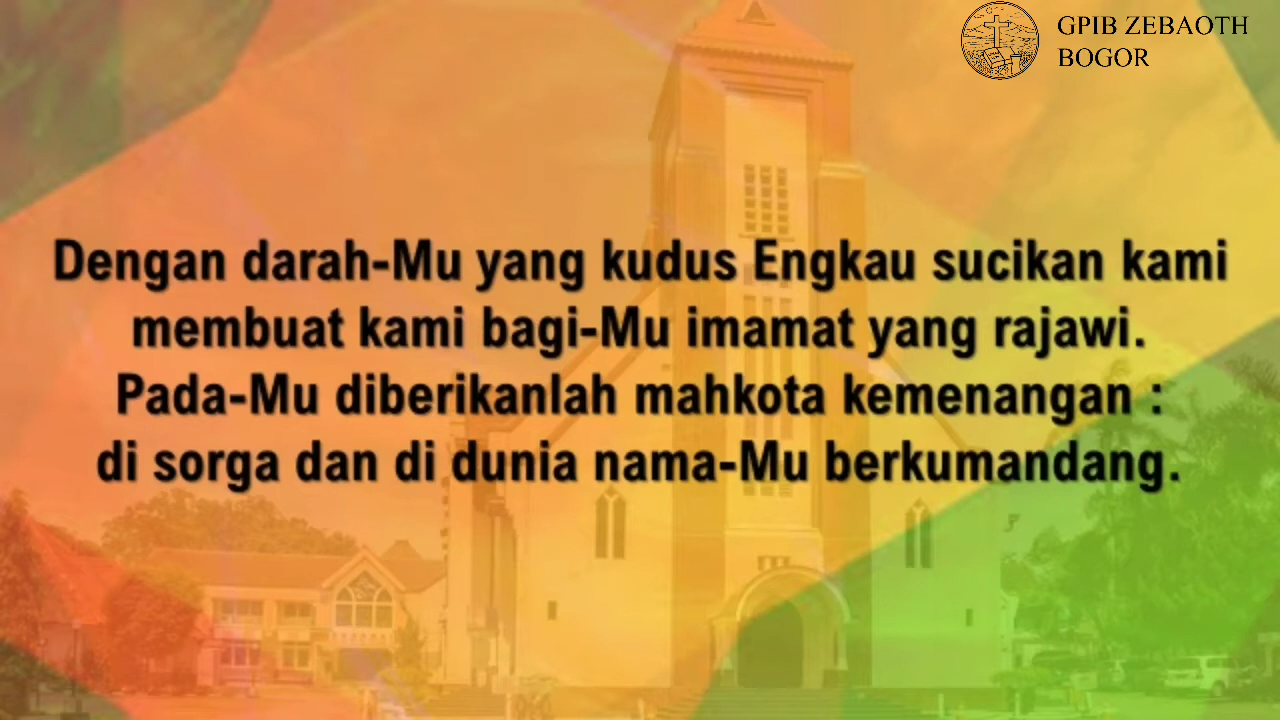 GPIB ZEBAOTH
BOGOR
Dengan darah-Mu yang kudus Engkau sucikan kami
membuat kami bagi-Mu imamat yang rajawi.
Pada-Mu diberikanlah mahkota kemenangan :
di sorga dan di dunia nama-Mu berkumandang.